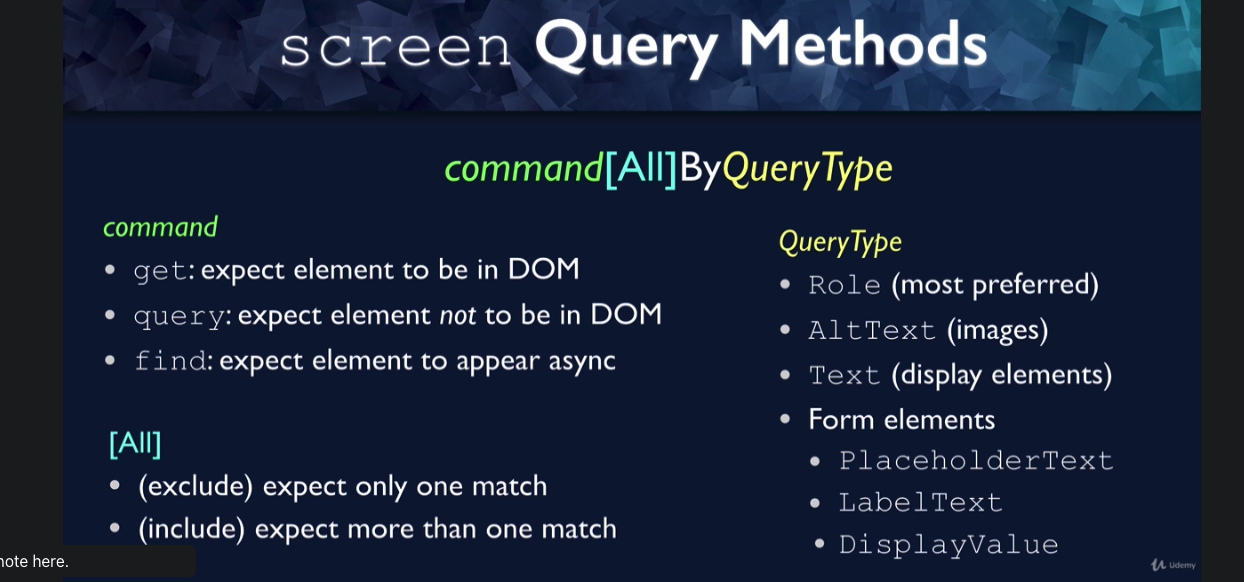 screen Query Methods
command[All]ByQueryType
command
• get: expect element to be in DOM
• query: expect element not to be in DOM
• find: expect element to appear async
[All]
• (exclude) expect only one match
• (include) expect more than one match
QueryType
• Role (most preferred)
• AltText (images)
• Text (display elements)
• Form elements
• PlaceholderText
• LabelText
• DisplayValue
note here.
Udemy